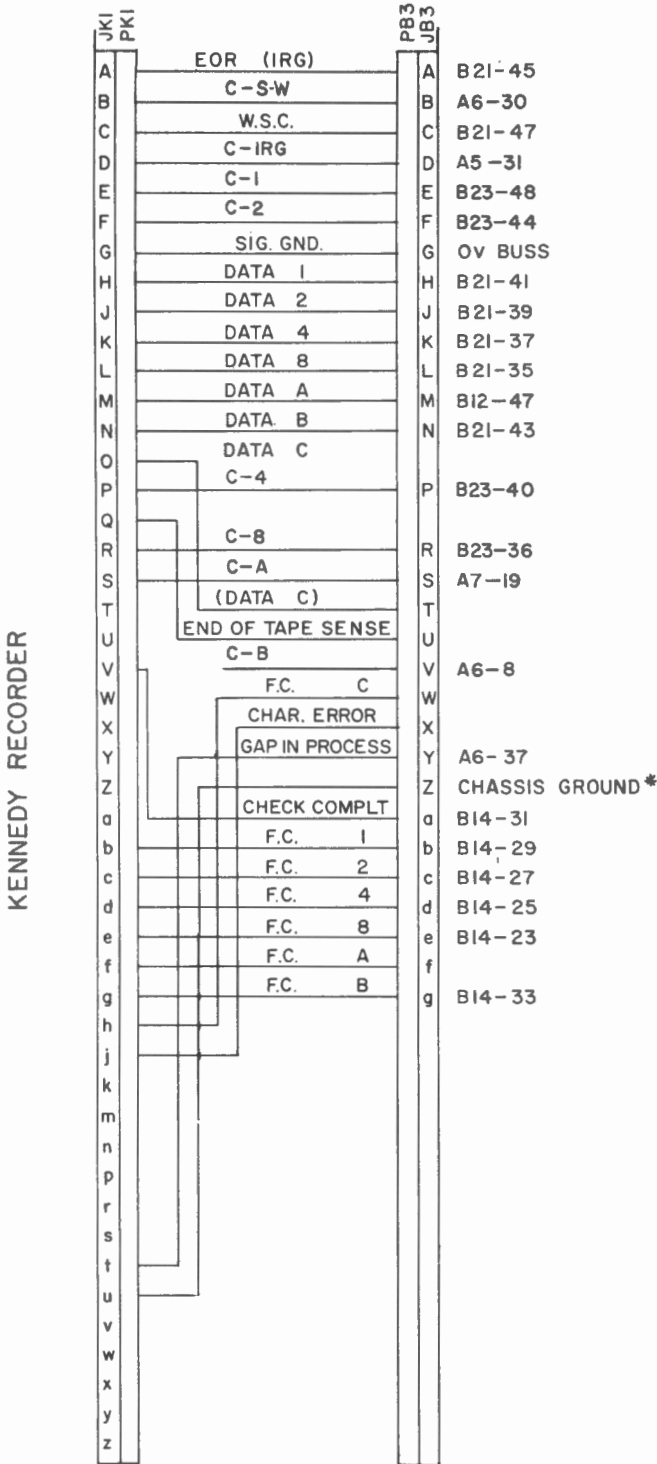 JK1 PK1 PB3 JB3
A EOR (IRG) A B21-45
B C-S-W B A6-30
C W.S.C. C B21-47
D C-IRG D A5-31
E C-1 E B23-48
F C-2 F B23-44
G SIG. GND. G OV BUSS
H DATA 1 H B21-41
J DATA 2 J B21-39
K DATA 4 K B21-37
L DATA 8 L B21-35
M DATA A M B12-47
N DATA B N B21-43
O DATA C
P C-4 P B23-40
Q
R C-8 R B23-36
S C-A S A7-19
T (DATA C) T
U END OF TAPE SENSE U
V C-B V A6-8
W F.C. C W
X CHAR. ERROR X
Y GAP IN PROCESS Y A6-37
Z Z CHASSIS GROUND*
a CHECK COMPLT a B14-31
b F.C. 1 b B14-29
c F.C. 2 c B14-27
d F.C. 4 d B14-25
e F.C. 8 e B14-23
f F.C. A f
g F.C. B g B14-33
h
j
k
m
n
p
r
s
t
u
v
w
x
y
z
KENNEDY RECORDER